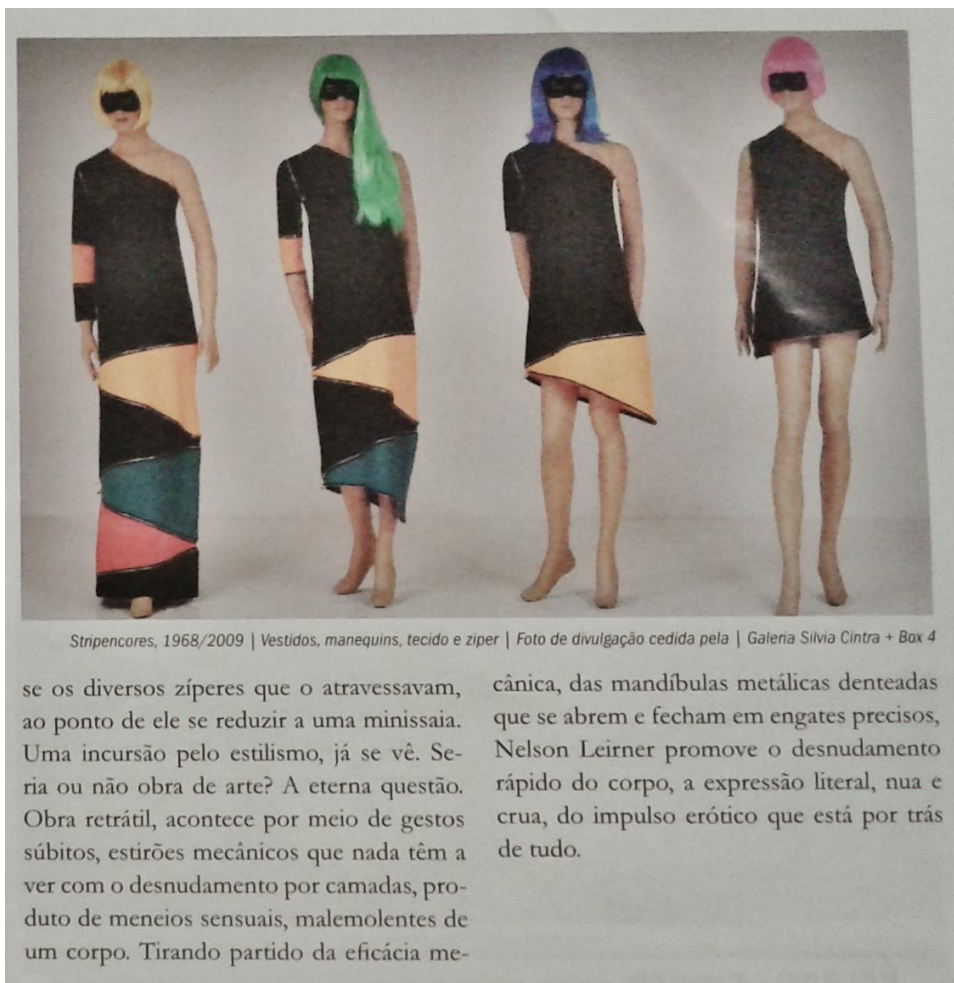 Stripencores, 1968/2009 | Vestidos, manequins, tecido e ziper | Foto de divulgação cedida pela | Galeria Silvia Cintra + Box 4
se os diversos zíperes que o atravessavam,
ao ponto de ele se reduzir a uma minissaia.
Uma incursão pelo estilismo, já se vê. Se-
ria ou não obra de arte? A eterna questão.
Obra retrátil, acontece por meio de gestos
súbitos, estirões mecânicos que nada têm a
ver com o desnudamento por camadas, pro-
duto de meneios sensuais, malemolentes de
um corpo. Tirando partido da eficácia me-
cânica, das mandíbulas metálicas denteadas
que se abrem e fecham em engates precisos,
Nelson Leirner promove o desnudamento
rápido do corpo, a expressão literal, nua e
crua, do impulso erótico que está por trás
de tudo.